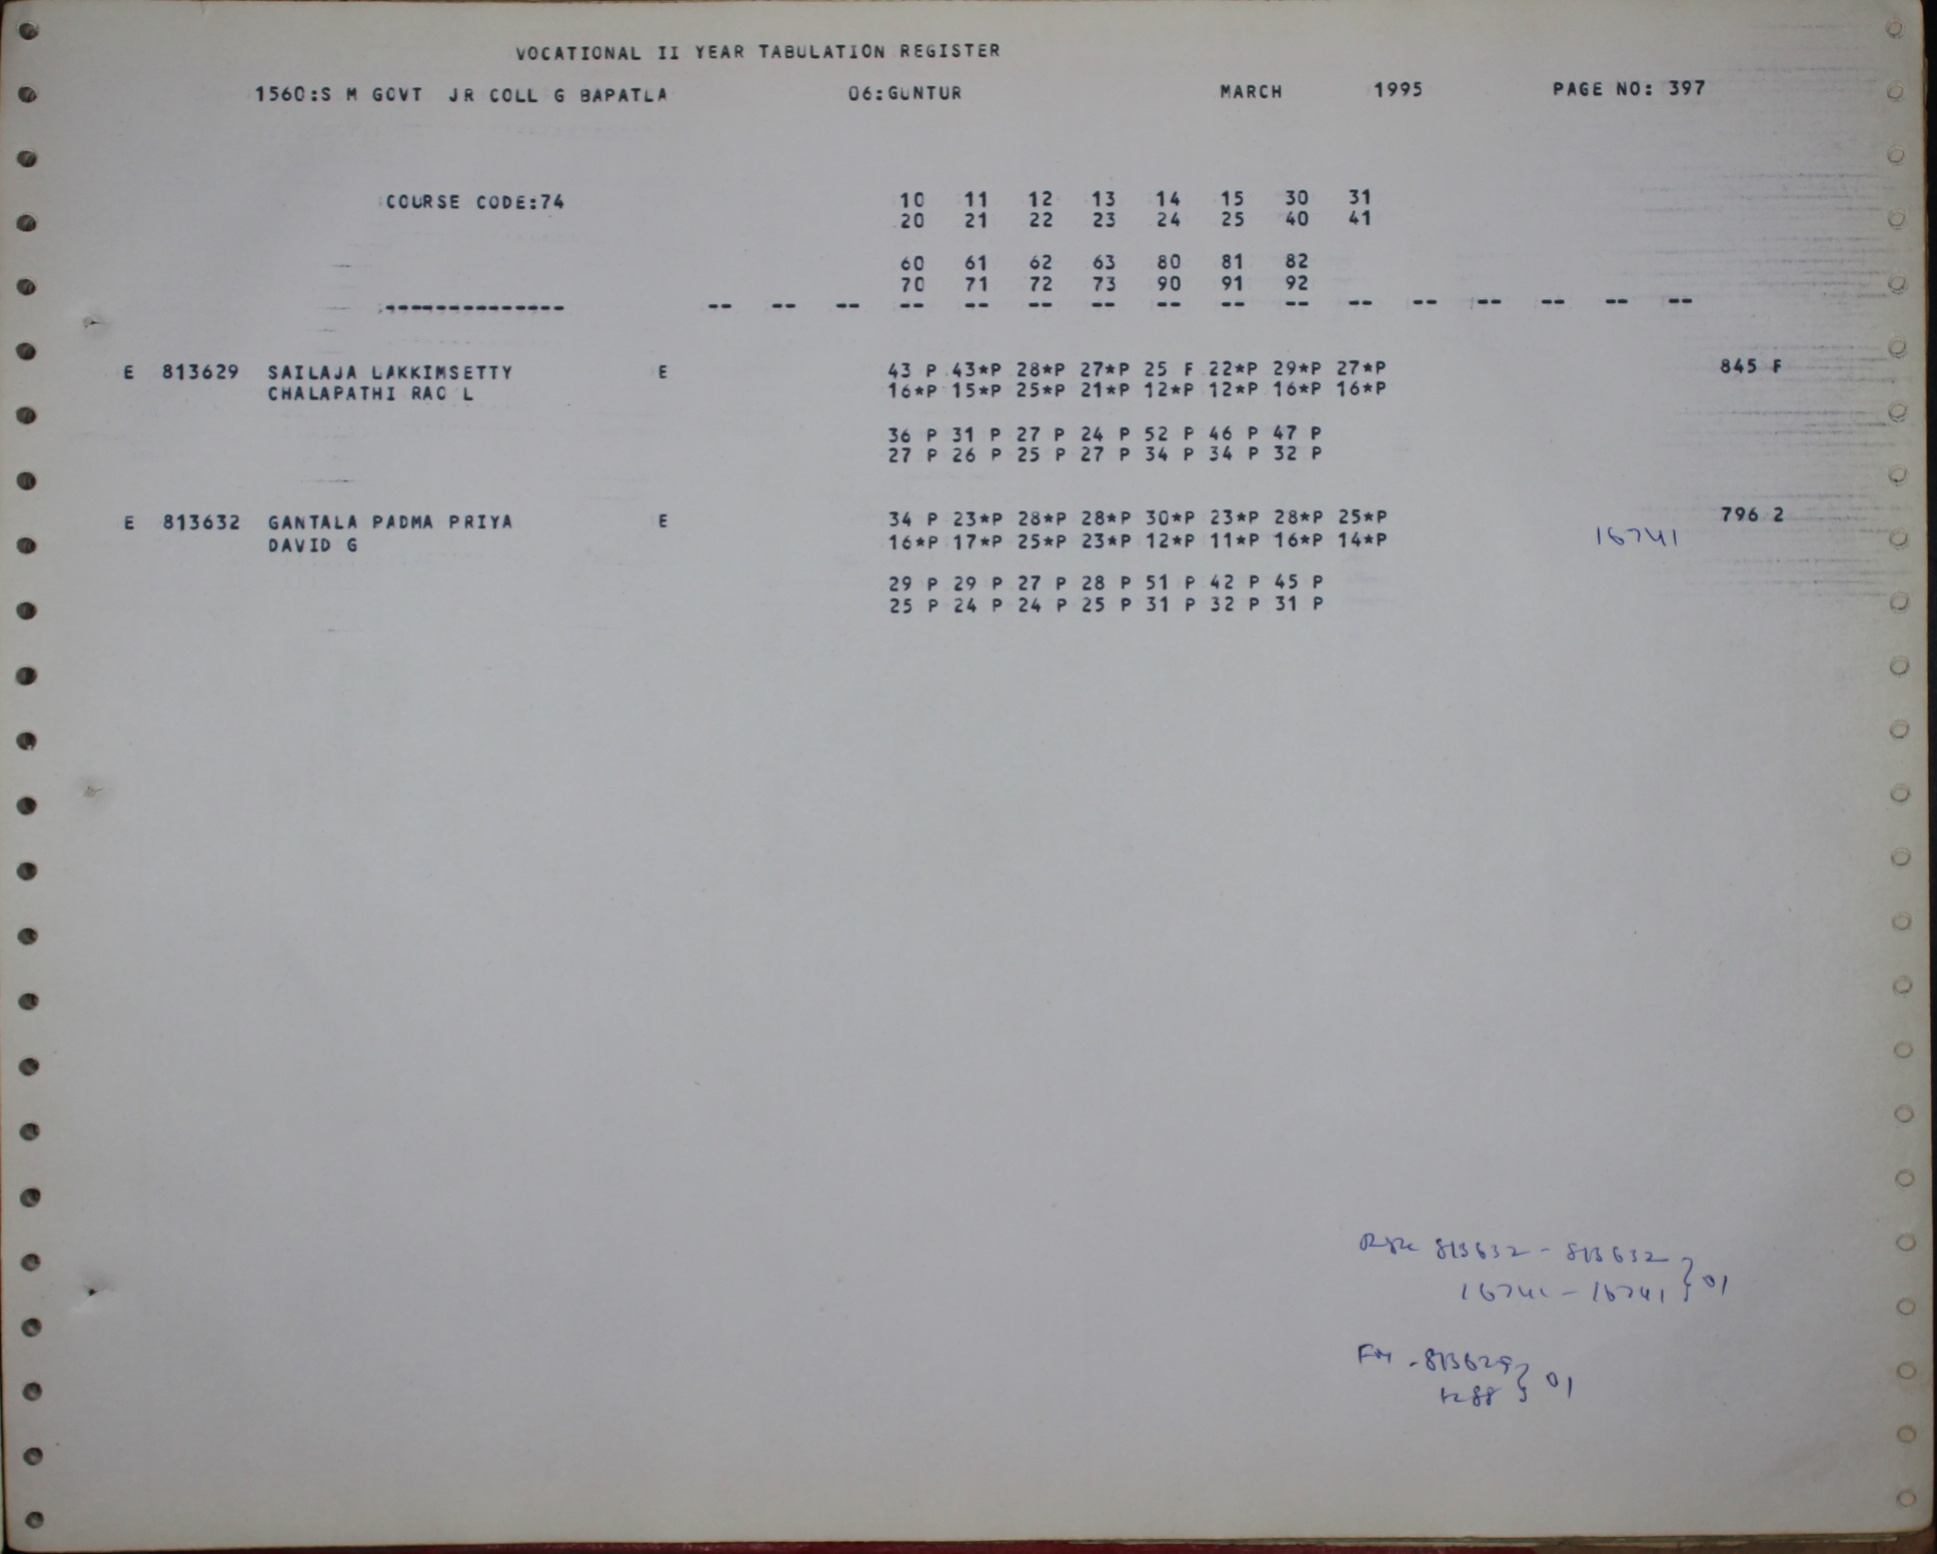 VOCATIONAL II YEAR TABULATION REGISTER
1560:S M GOVT JR COLL G BAPATLA 06:GUNTUR MARCH 1995 PAGE NO: 397
COURSE CODE:74 10 11 12 13 14 15 30 31
20 21 22 23 24 25 40 41
60 61 62 63 80 81 82
70 71 72 73 90 91 92
-------------- -- -- -- -- -- -- -- -- -- -- -- -- -- -- -- --
E 813629 SAILAJA LAKKIMSETTY E 43 P 43*P 28*P 27*P 25 F 22*P 29*P 27*P 845 F
CHALAPATHI RAO L 16*P 15*P 25*P 21*P 12*P 12*P 16*P 16*P
36 P 31 P 27 P 24 P 52 P 46 P 47 P
27 P 26 P 25 P 27 P 34 P 34 P 32 P
E 813632 GANTALA PADMA PRIYA E 34 P 23*P 28*P 28*P 30*P 23*P 28*P 25*P 796 2
DAVID G 16*P 17*P 25*P 23*P 12*P 11*P 16*P 14*P 16741
29 P 29 P 27 P 28 P 51 P 42 P 45 P
25 P 24 P 24 P 25 P 31 P 32 P 31 P
813632 - 813632
16741 - 16741 } 01
813629 } 01